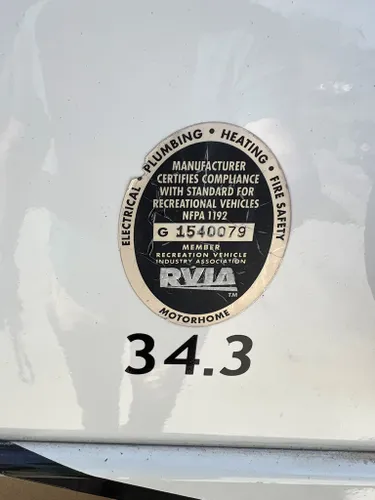 ELECTRICAL • PLUMBING • HEATING • FIRE SAFETY
MANUFACTURER
CERTIFIES COMPLIANCE
WITH STANDARD FOR
RECREATIONAL VEHICLES
NFPA 1192
G 1540079
MEMBER
RECREATION VEHICLE
INDUSTRY ASSOCIATION
RVIA
TM
MOTORHOME
34.3